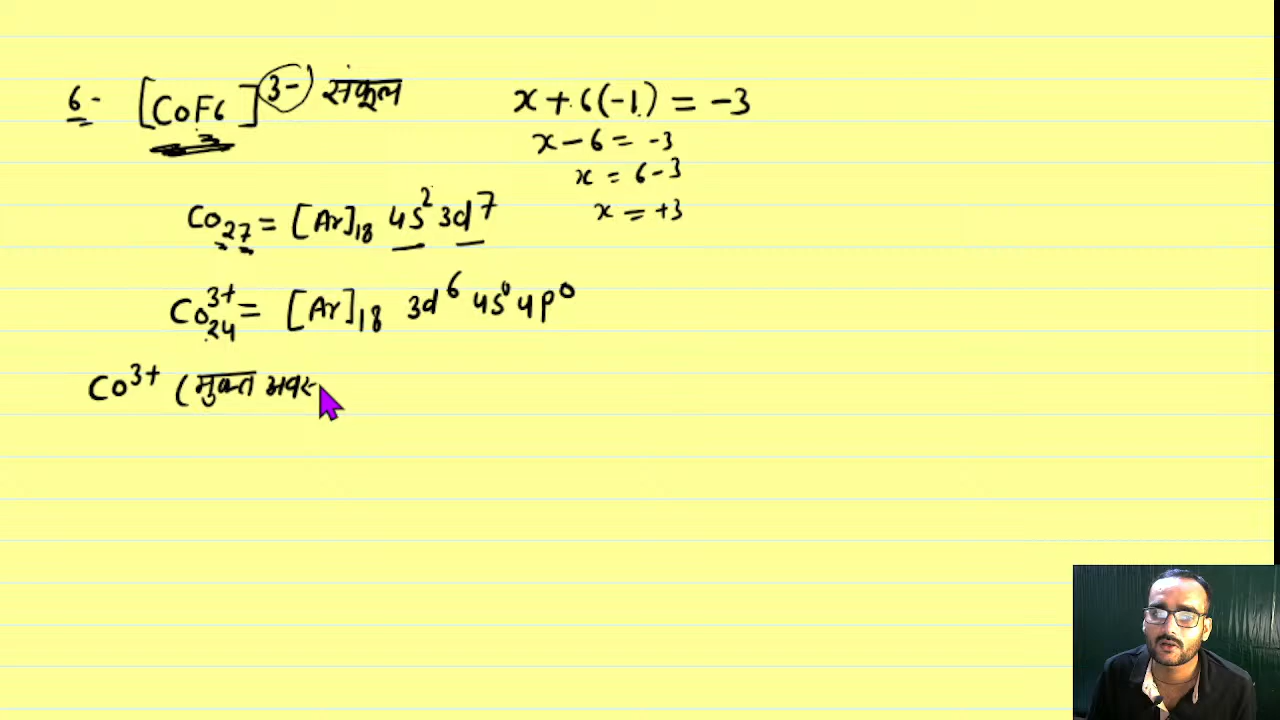 6- [CoF6]3- संकूल
x + 6(-1) = -3
x - 6 = -3
x = 6-3
x = +3
Co27 = [Ar]18 4s2 3d7
Co3+24 = [Ar]18 3d6 4s0 4p0
Co3+ (मुक्त अवस